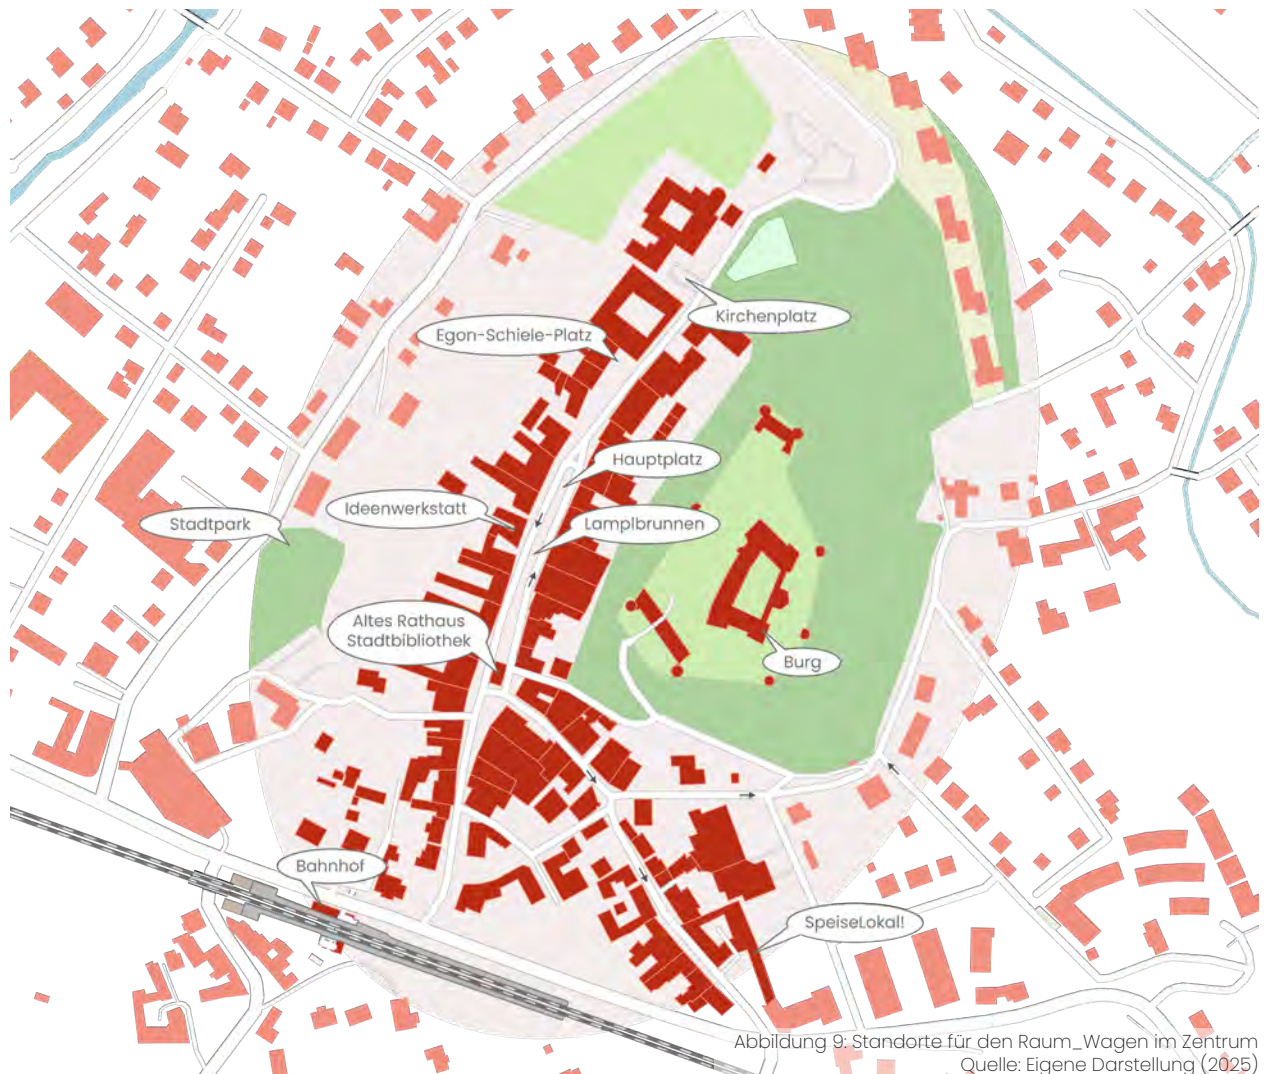 Kirchenplatz
Egon-Schiele-Platz
Hauptplatz
Ideenwerkstatt
Lamplbrunnen
Stadtpark
Altes Rathaus
Stadtbibliothek
Burg
Bahnhof
SpeiseLokal!
Abbildung 9: Standorte für den Raum_Wagen im Zentrum
Quelle: Eigene Darstellung (2025)